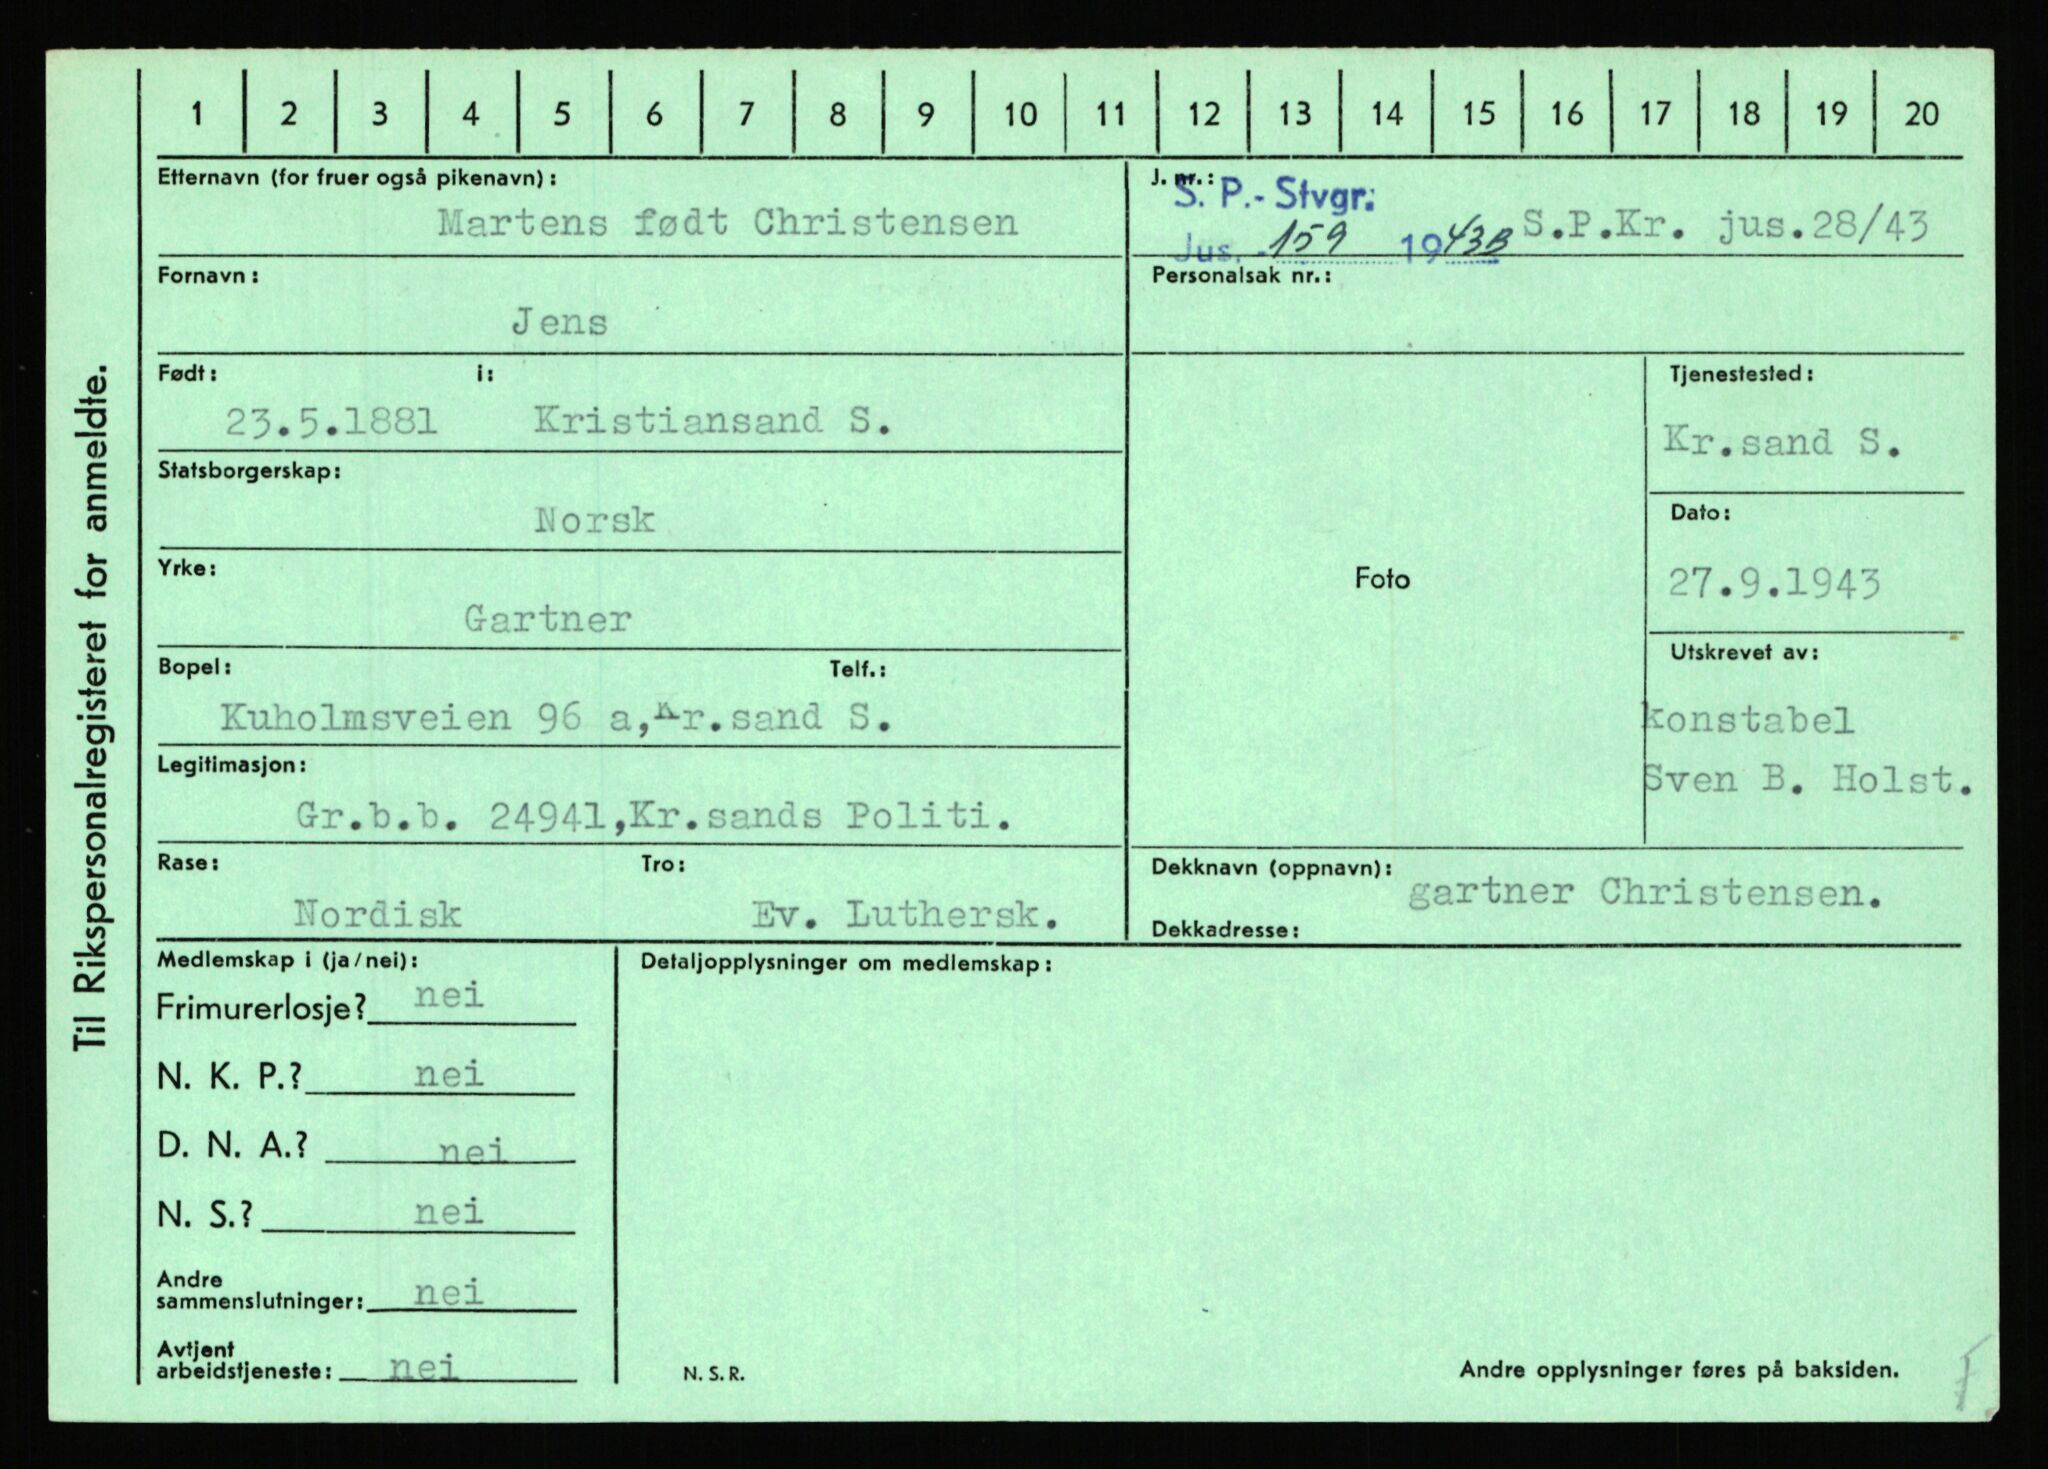 Til Rikspersonalregisteret for anmeldte.
1 2 3 4 5 6 7 8 9 10 11 12 13 14 15 16 17 18 19 20
Etternavn (for fruer også pikenavn):
Martens født Christensen
J. nr.:
S. P.- Stvgr:
Jus. - 159 1943B S.P.Kr. jus.28/43
Fornavn:
Jens
Personalsak nr.:
Født: i:
23.5.1881 Kristiansand S.
Tjenestested:
Kr.sand S.
Statsborgerskap:
Norsk
Dato:
27.9.1943
Yrke:
Gartner
Foto
Bopel: Telf.:
Kuholmsveien 96 a,Kr.sand S.
Utskrevet av:
konstabel
Sven B. Holst.
Legitimasjon:
Gr.b.b. 24941,Kr.sands Politi.
Rase: Tro:
Nordisk Ev. Luthersk.
Dekknavn (oppnavn):
gartner Christensen.
Dekkadresse:
Medlemskap i (ja/nei):
Frimurerlosje? nei
N. K. P.? nei
D. N. A.? nei
N. S.? nei
Andre
sammenslutninger: nei
Avtjent
arbeidstjeneste: nei
Detaljopplysninger om medlemskap:
N. S. R.
Andre opplysninger føres på baksiden.